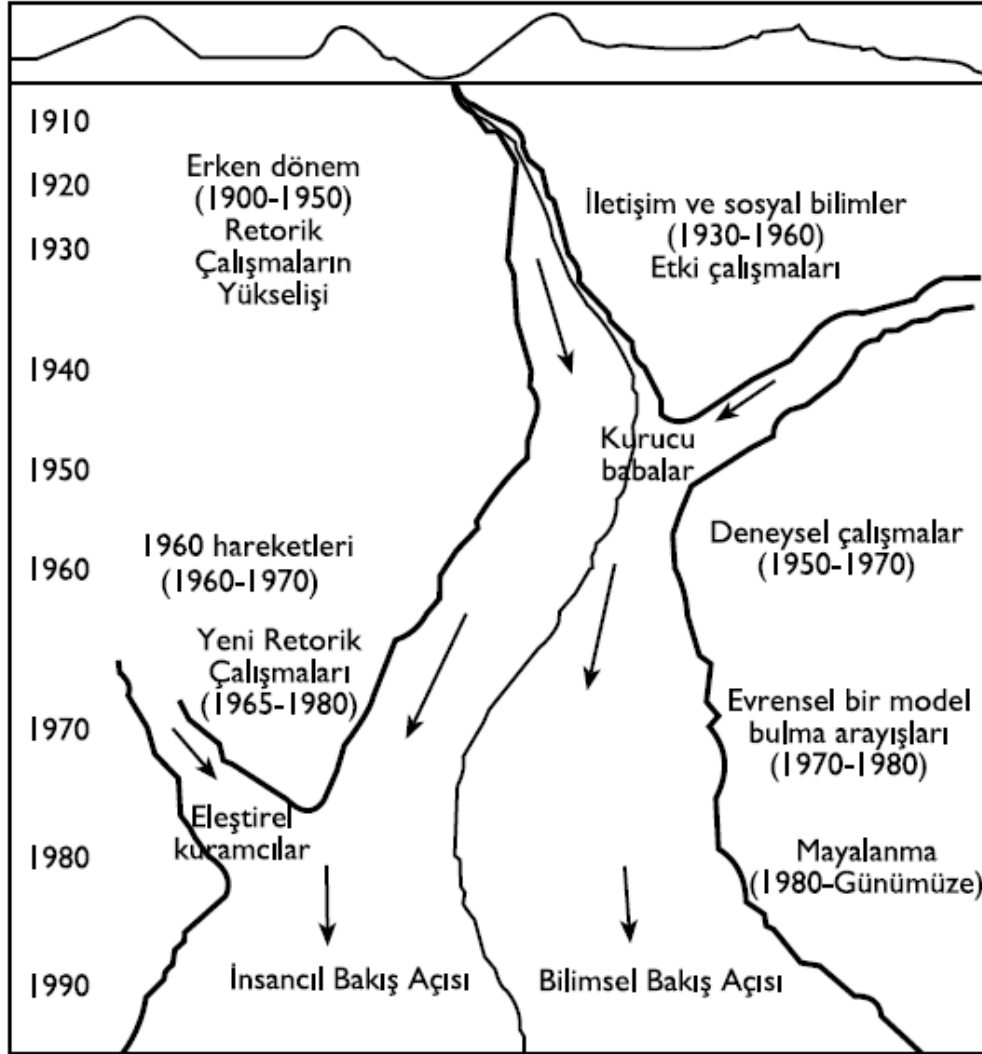 1910
1920
1930
1940
1950
1960
1970
1980
1990
Erken dönem
(1900-1950)
Retorik
Çalışmaların
Yükselişi
İletişim ve sosyal bilimler
(1930-1960)
Etki çalışmaları
Kurucu
babalar
1960 hareketleri
(1960-1970)
Deneysel çalışmalar
(1950-1970)
Yeni Retorik
Çalışmaları
(1965-1980)
Evrensel bir model
bulma arayışları
(1970-1980)
Eleştirel
kuramcılar
Mayalanma
(1980-Günümüze)
İnsancıl Bakış Açısı
Bilimsel Bakış Açısı